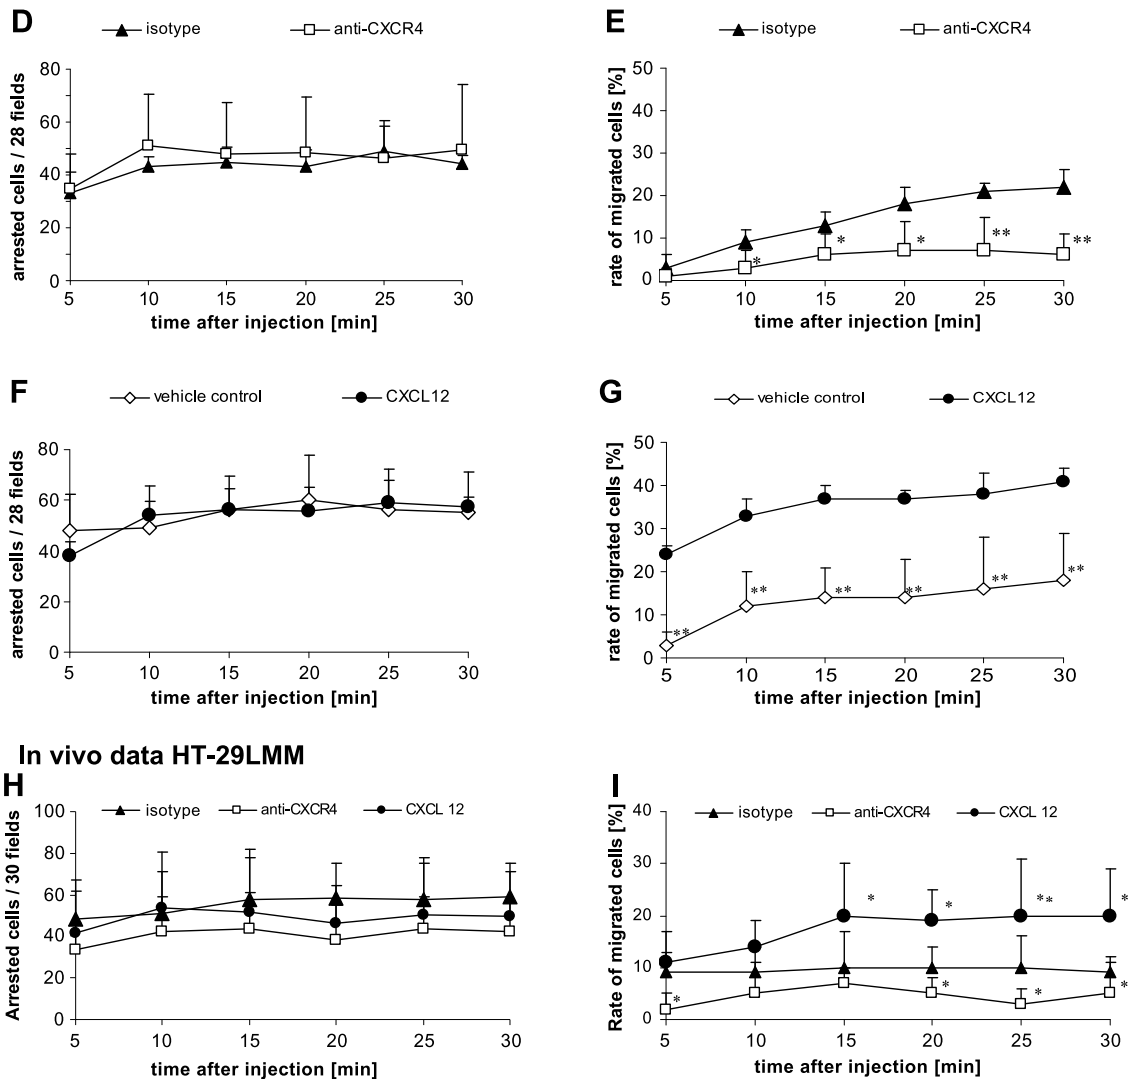 D
isotype anti-CXCR4
arrested cells / 28 fields
80
60
40
20
0
5 10 15 20 25 30
time after injection [min]
E
isotype anti-CXCR4
rate of migrated cells [%]
50
40
30
20
10
0
* * * ** **
5 10 15 20 25 30
time after injection [min]
F
vehicle control CXCL12
arrested cells / 28 fields
80
60
40
20
0
5 10 15 20 25 30
time after injection [min]
G
vehicle control CXCL12
rate of migrated cells [%]
50
40
30
20
10
0
** ** ** ** ** **
5 10 15 20 25 30
time after injection [min]
In vivo data HT-29LMM
H
isotype anti-CXCR4 CXCL 12
Arrested cells / 30 fields
100
80
60
40
20
0
5 10 15 20 25 30
time after injection [min]
I
isotype anti-CXCR4 CXCL 12
Rate of migrated cells [%]
40
30
20
10
0
* * ** *
* * * *
5 10 15 20 25 30
time after injection [min]